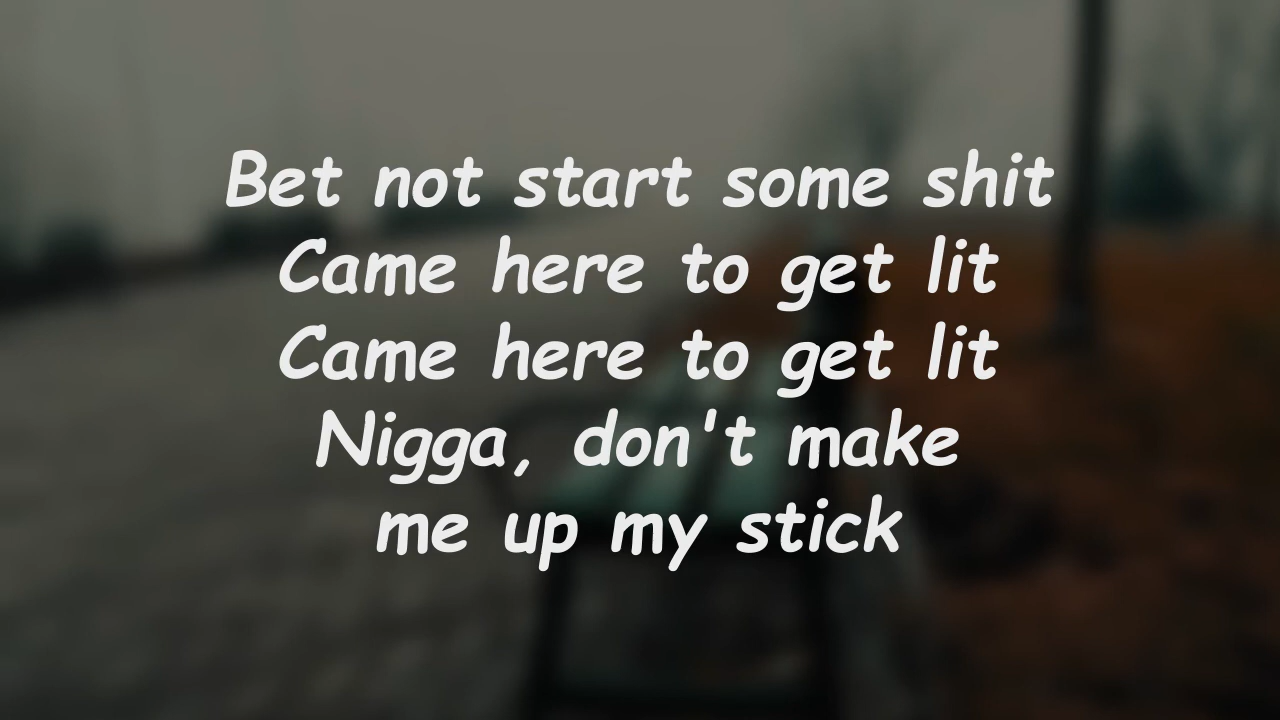 Bet not start some shit
Came here to get lit
Came here to get lit
Nigga, don't make
me up my stick